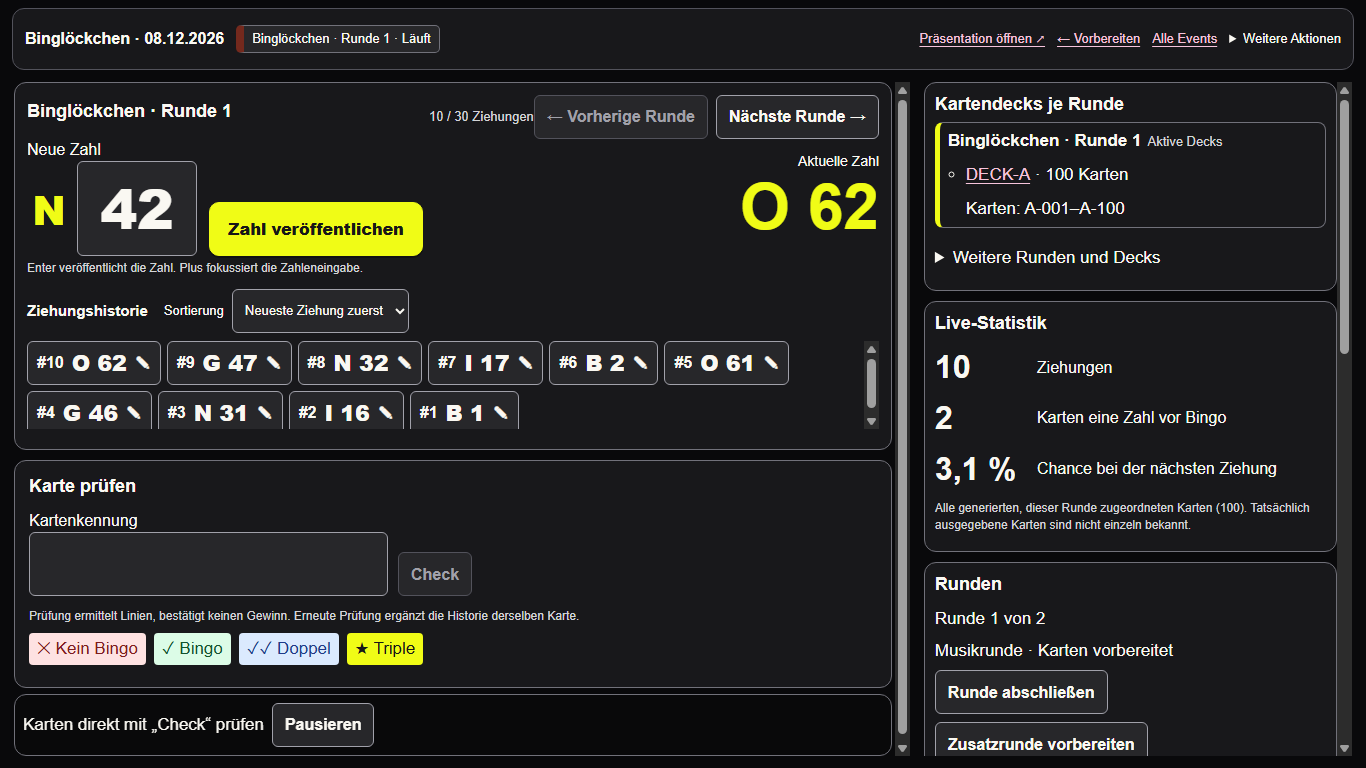 Binglöckchen · 08.12.2026
Binglöckchen · Runde 1 · Läuft
Präsentation öffnen ↗
← Vorbereiten
Alle Events
▶ Weitere Aktionen
Binglöckchen · Runde 1
10 / 30 Ziehungen
← Vorherige Runde
Nächste Runde →
Neue Zahl
N 42
Zahl veröffentlichen
Aktuelle Zahl
O 62
Enter veröffentlicht die Zahl. Plus fokussiert die Zahleneingabe.
Ziehungshistorie
Sortierung
Neueste Ziehung zuerst
#10 O 62 ✎ #9 G 47 ✎ #8 N 32 ✎ #7 I 17 ✎ #6 B 2 ✎ #5 O 61 ✎
#4 G 46 ✎ #3 N 31 ✎ #2 I 16 ✎ #1 B 1 ✎
Karte prüfen
Kartenkennung
Check
Prüfung ermittelt Linien, bestätigt keinen Gewinn. Erneute Prüfung ergänzt die Historie derselben Karte.
✕ Kein Bingo
✓ Bingo
✓✓ Doppel
★ Triple
Karten direkt mit „Check“ prüfen
Pausieren
Kartendecks je Runde
Binglöckchen · Runde 1 Aktive Decks
DECK-A · 100 Karten
Karten: A-001–A-100
▶ Weitere Runden und Decks
Live-Statistik
10 Ziehungen
2 Karten eine Zahl vor Bingo
3,1 % Chance bei der nächsten Ziehung
Alle generierten, dieser Runde zugeordneten Karten (100). Tatsächlich
ausgegebene Karten sind nicht einzeln bekannt.
Runden
Runde 1 von 2
Musikrunde · Karten vorbereitet
Runde abschließen
Zusatzrunde vorbereiten